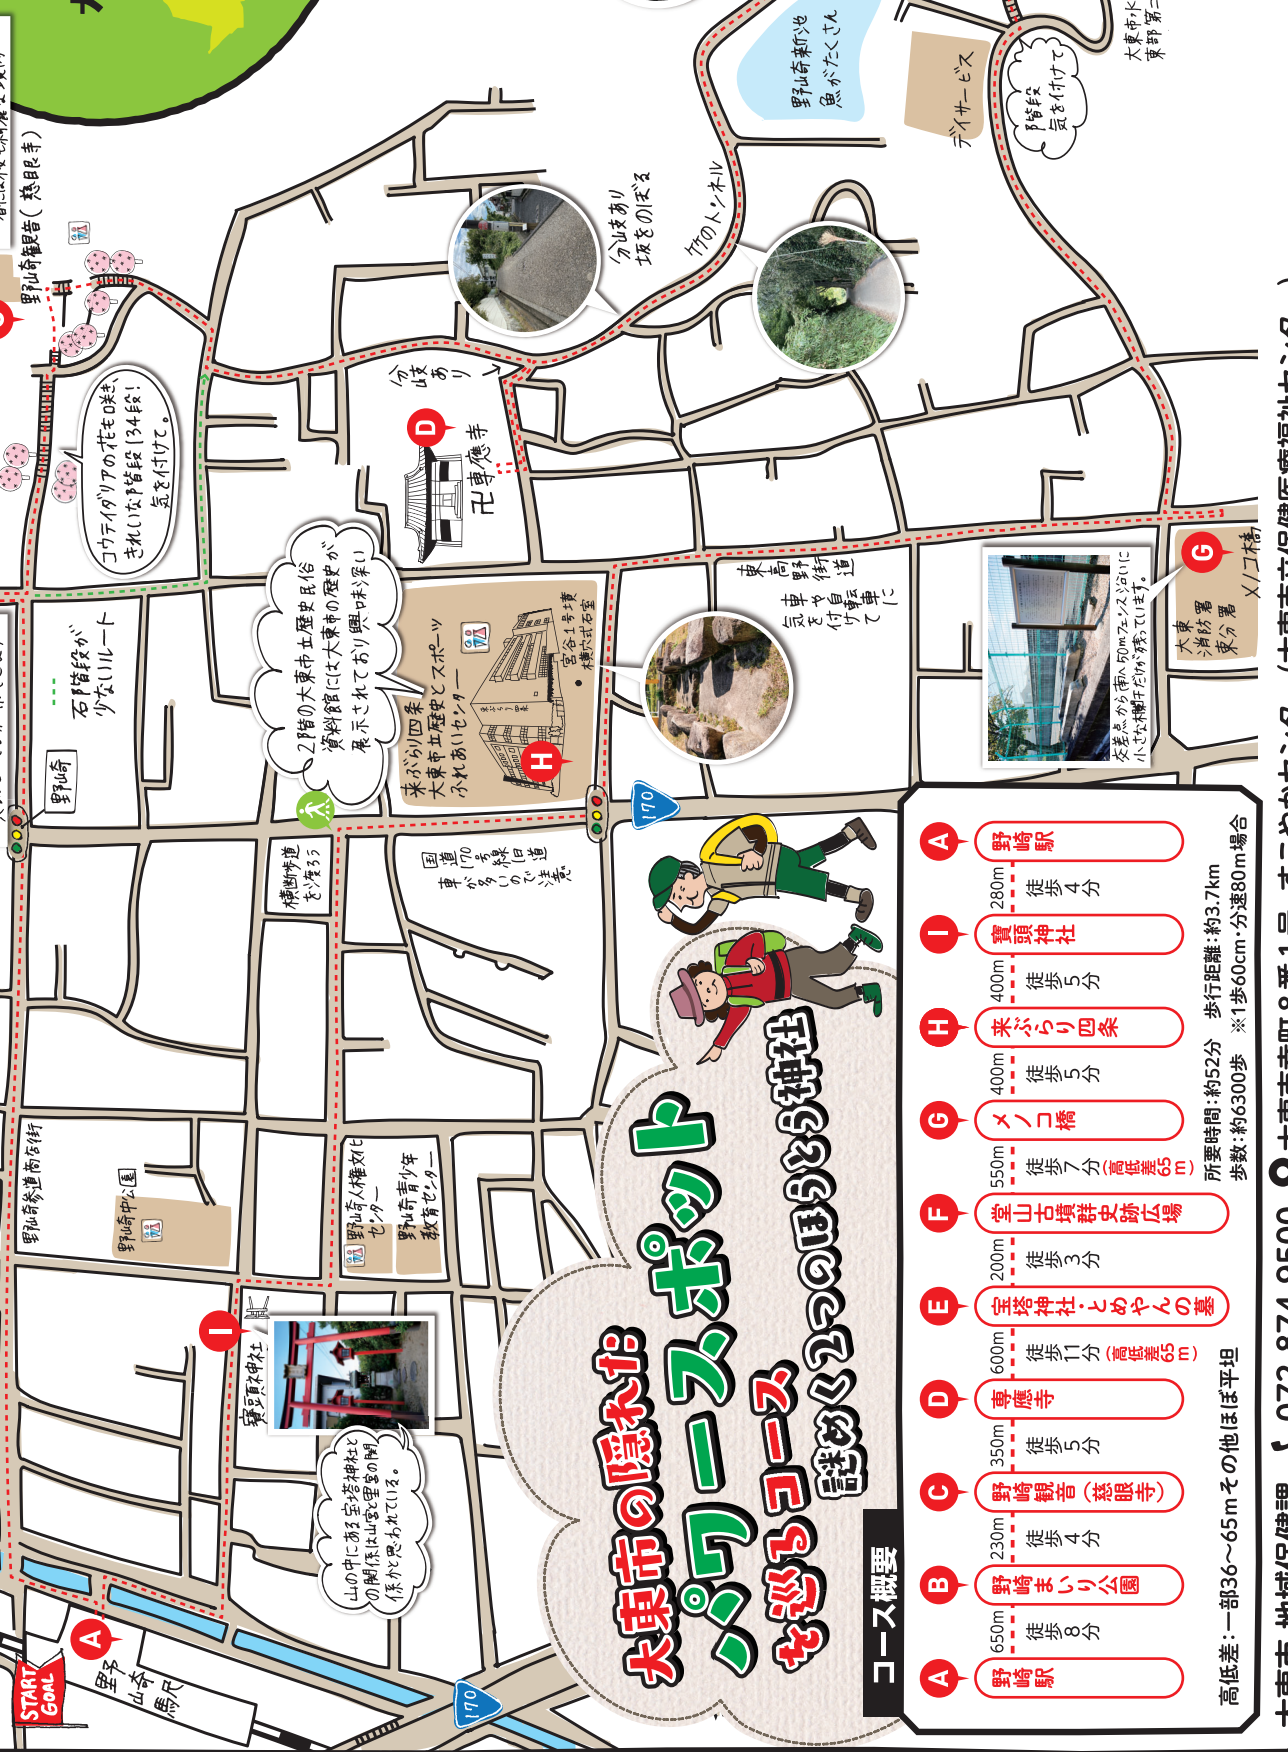 大東市の隠れた
パワースポット
を巡るコース
謎めく2つのほうとう神社
コース概要
A
野崎駅
650m
徒歩8分
B
野崎まいり公園
230m
徒歩4分
C
野崎観音(慈眼寺)
350m
徒歩5分
D
専應寺
600m
徒歩11分
(高低差65m)
E
宝塔神社・とめやんの墓
200m
徒歩3分
F
堂山古墳群史跡広場
550m
徒歩7分
(高低差65m)
G
メノコ橋
400m
徒歩5分
H
来ぶらり四条
400m
徒歩5分
I
寶頭神社
280m
徒歩4分
A
野崎駅
高低差:一部36〜65mその他ほぼ平坦
所要時間:約52分 歩行距離:約3.7km
歩数:約6300歩 ※1歩60cm・分速80m場合
START
GOAL
A
野崎駅
170
I
寶頭神社
山の中にある宝塔神社と
の関係は山宮と里宮の関
係かと思われている。
野崎参道商店街
野崎中公園
野崎人権文化
センター
野崎青少年
教育センター
横断歩道
を渡ろう
国道170号線旧道
車が多いので注意
170
野崎
石階段が
少ないルート
2階の大東市立歴史民俗
資料館には大東市の歴史が
展示されており興味深い
来ぶらり四条
大東市立歴史とスポーツ
ふれあいセンター
来ぶらり四条
H
宮谷1号墳
横穴式石室
東高野街道
車や自転車に
気を付けて
コウテイダリアの花も咲き、
きれいな階段134段!
気を付けて。
野崎観音(慈眼寺)
D
卍専應寺
分岐あり
分岐あり
坂をのぼる
竹のトンネル
野崎新池
魚がたくさん
デイサービス
階段
気を付けて
大東市水
東部第二
交差点から南へ50mフェンス沿いに
小さな欄干だけが残っています。
G
メノコ橋
大東
消防署
東分署